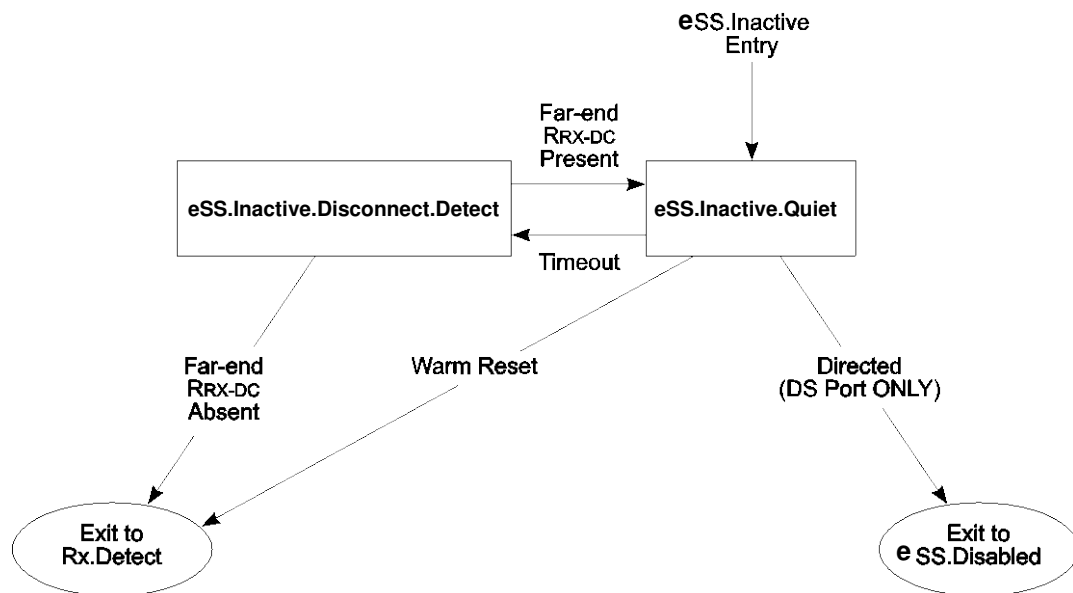 eSS.Inactive
Entry
Far-end
RRX-DC
Present
eSS.Inactive.Disconnect.Detect
eSS.Inactive.Quiet
Timeout
Far-end
RRX-DC
Absent
Warm Reset
Directed
(DS Port ONLY)
Exit to
Rx.Detect
Exit to
eSS.Disabled